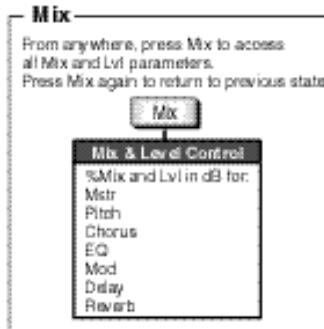 Mix
From anywhere, press Mix to access
all Mix and Lvl parameters.
Press Mix again to return to previous state
Mix
Mix & Level Control
%Mix and Lvl in dB for:
Mstr
Pitch
Chorus
EQ
Mod
Delay
Reverb